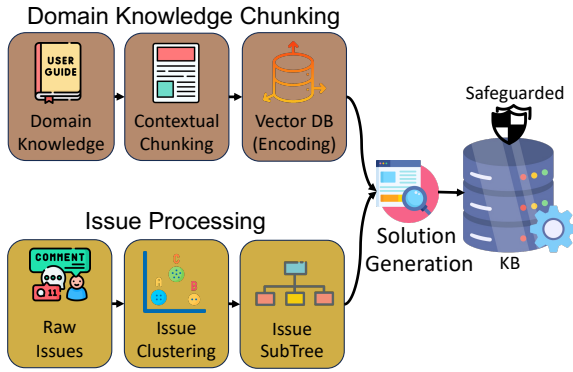 Domain Knowledge Chunking
USER
GUIDE
Domain
Knowledge
Contextual
Chunking
Vector DB
(Encoding)
Safeguarded
Solution
Generation
KB
Issue Processing
COMMENT
11
Raw
Issues
A
C
B
Issue
Clustering
Issue
SubTree